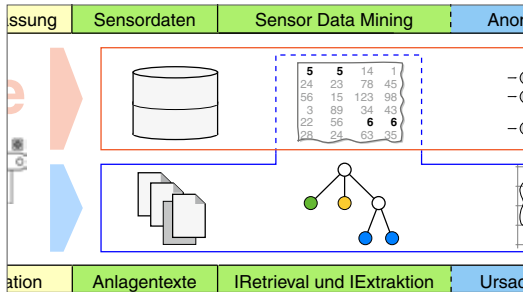 assung Sensordaten Sensor Data Mining Anor
5 5 14 1
24 23 78 45
56 15 123 98
3 89 34 43
22 56 6 6
28 24 63 35
e
ation Anlagentexte IRetrieval und IExtraktion Ursac